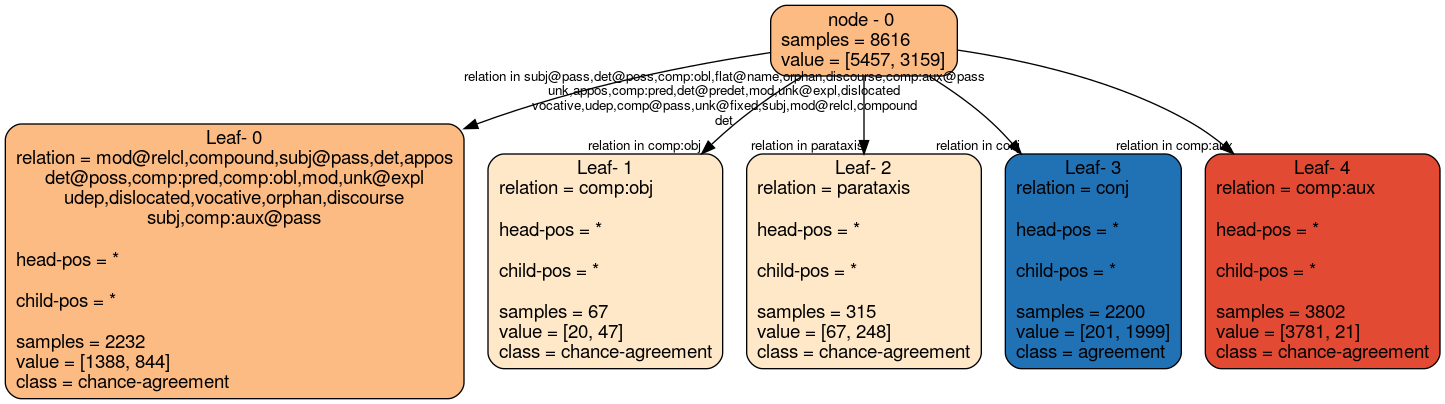 node - 0
samples = 8616
value = [5457, 3159]
relation in subj@pass,det@poss,comp:obl,flat@name,orphan,discourse,comp:aux@pass
unk,appos,comp:pred,det@predet,mod,unk@expl,dislocated
vocative,udep,comp@pass,unk@fixed,subj,mod@relcl,compound
det
relation in comp:obj
relation in parataxis
relation in conj
relation in comp:aux
Leaf- 0
relation = mod@relcl,compound,subj@pass,det,appos
det@poss,comp:pred,comp:obl,mod,unk@expl
udep,dislocated,vocative,orphan,discourse
subj,comp:aux@pass
head-pos = *
child-pos = *
samples = 2232
value = [1388, 844]
class = chance-agreement
Leaf- 1
relation = comp:obj
head-pos = *
child-pos = *
samples = 67
value = [20, 47]
class = chance-agreement
Leaf- 2
relation = parataxis
head-pos = *
child-pos = *
samples = 315
value = [67, 248]
class = chance-agreement
Leaf- 3
relation = conj
head-pos = *
child-pos = *
samples = 2200
value = [201, 1999]
class = agreement
Leaf- 4
relation = comp:aux
head-pos = *
child-pos = *
samples = 3802
value = [3781, 21]
class = chance-agreement